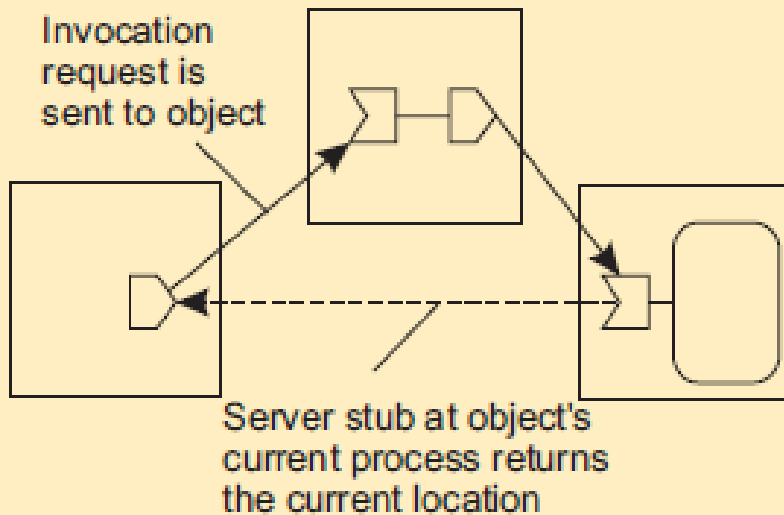 Invocation
request is
sent to object
Server stub at object's
current process returns
the current location